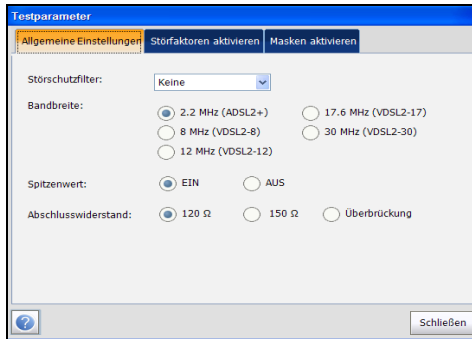 Testparameter
Allgemeine Einstellungen Störfaktoren aktivieren Masken aktivieren
Störschutzfilter: Keine
Bandbreite: 2.2 MHz (ADSL2+) 17.6 MHz (VDSL2-17)
8 MHz (VDSL2-8) 30 MHz (VDSL2-30)
12 MHz (VDSL2-12)
Spitzenwert: EIN AUS
Abschlusswiderstand: 120 Ω 150 Ω Überbrückung
? Schließen